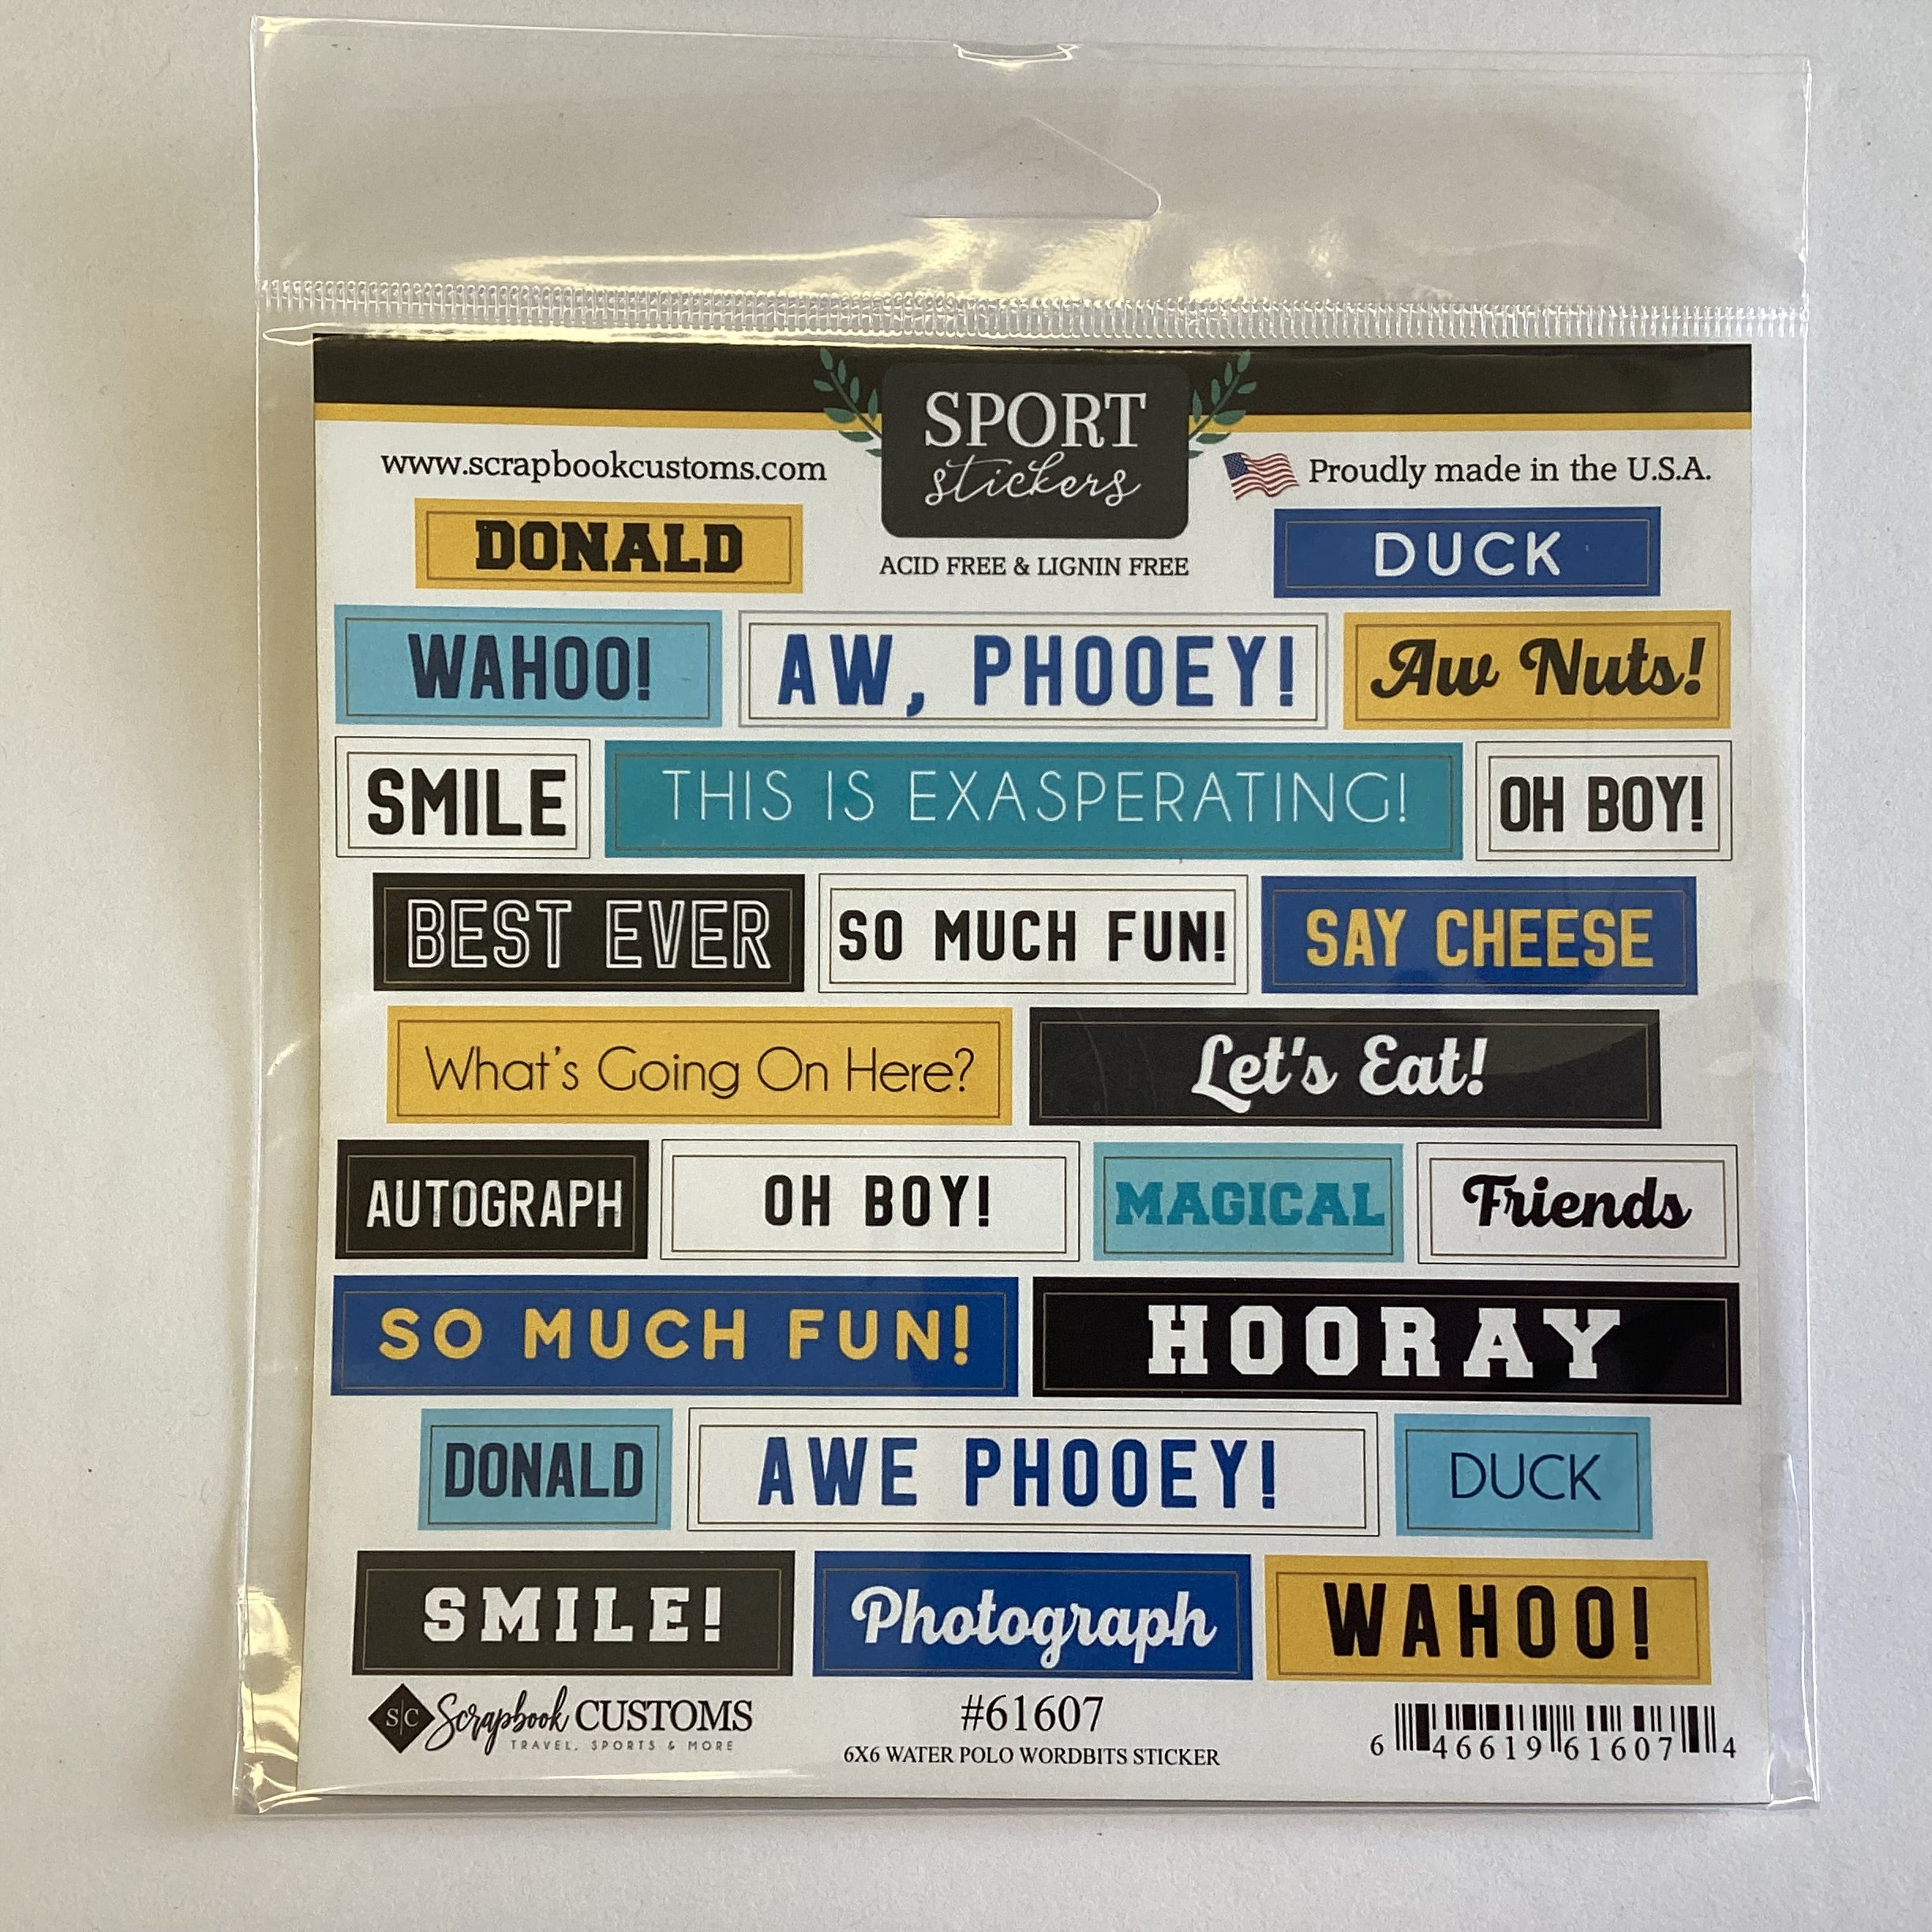 SPORT
stickers
www.scrapbookcustoms.com
Proudly made in the U.S.A.
ACID FREE & LIGNIN FREE
DONALD
DUCK
WAHOO!
AW, PHOOEY!
Aw Nuts!
SMILE
THIS IS EXASPERATING!
OH BOY!
BEST EVER
SO MUCH FUN!
SAY CHEESE
What's Going On Here?
Let's Eat!
AUTOGRAPH
OH BOY!
MAGICAL
Friends
SO MUCH FUN!
HOORAY
DONALD
AWE PHOOEY!
DUCK
SMILE!
Photograph
WAHOO!
S|C
Scrapbook CUSTOMS
TRAVEL, SPORTS & MORE
#61607
6X6 WATER POLO WORDBITS STICKER
6 46619 61607 4